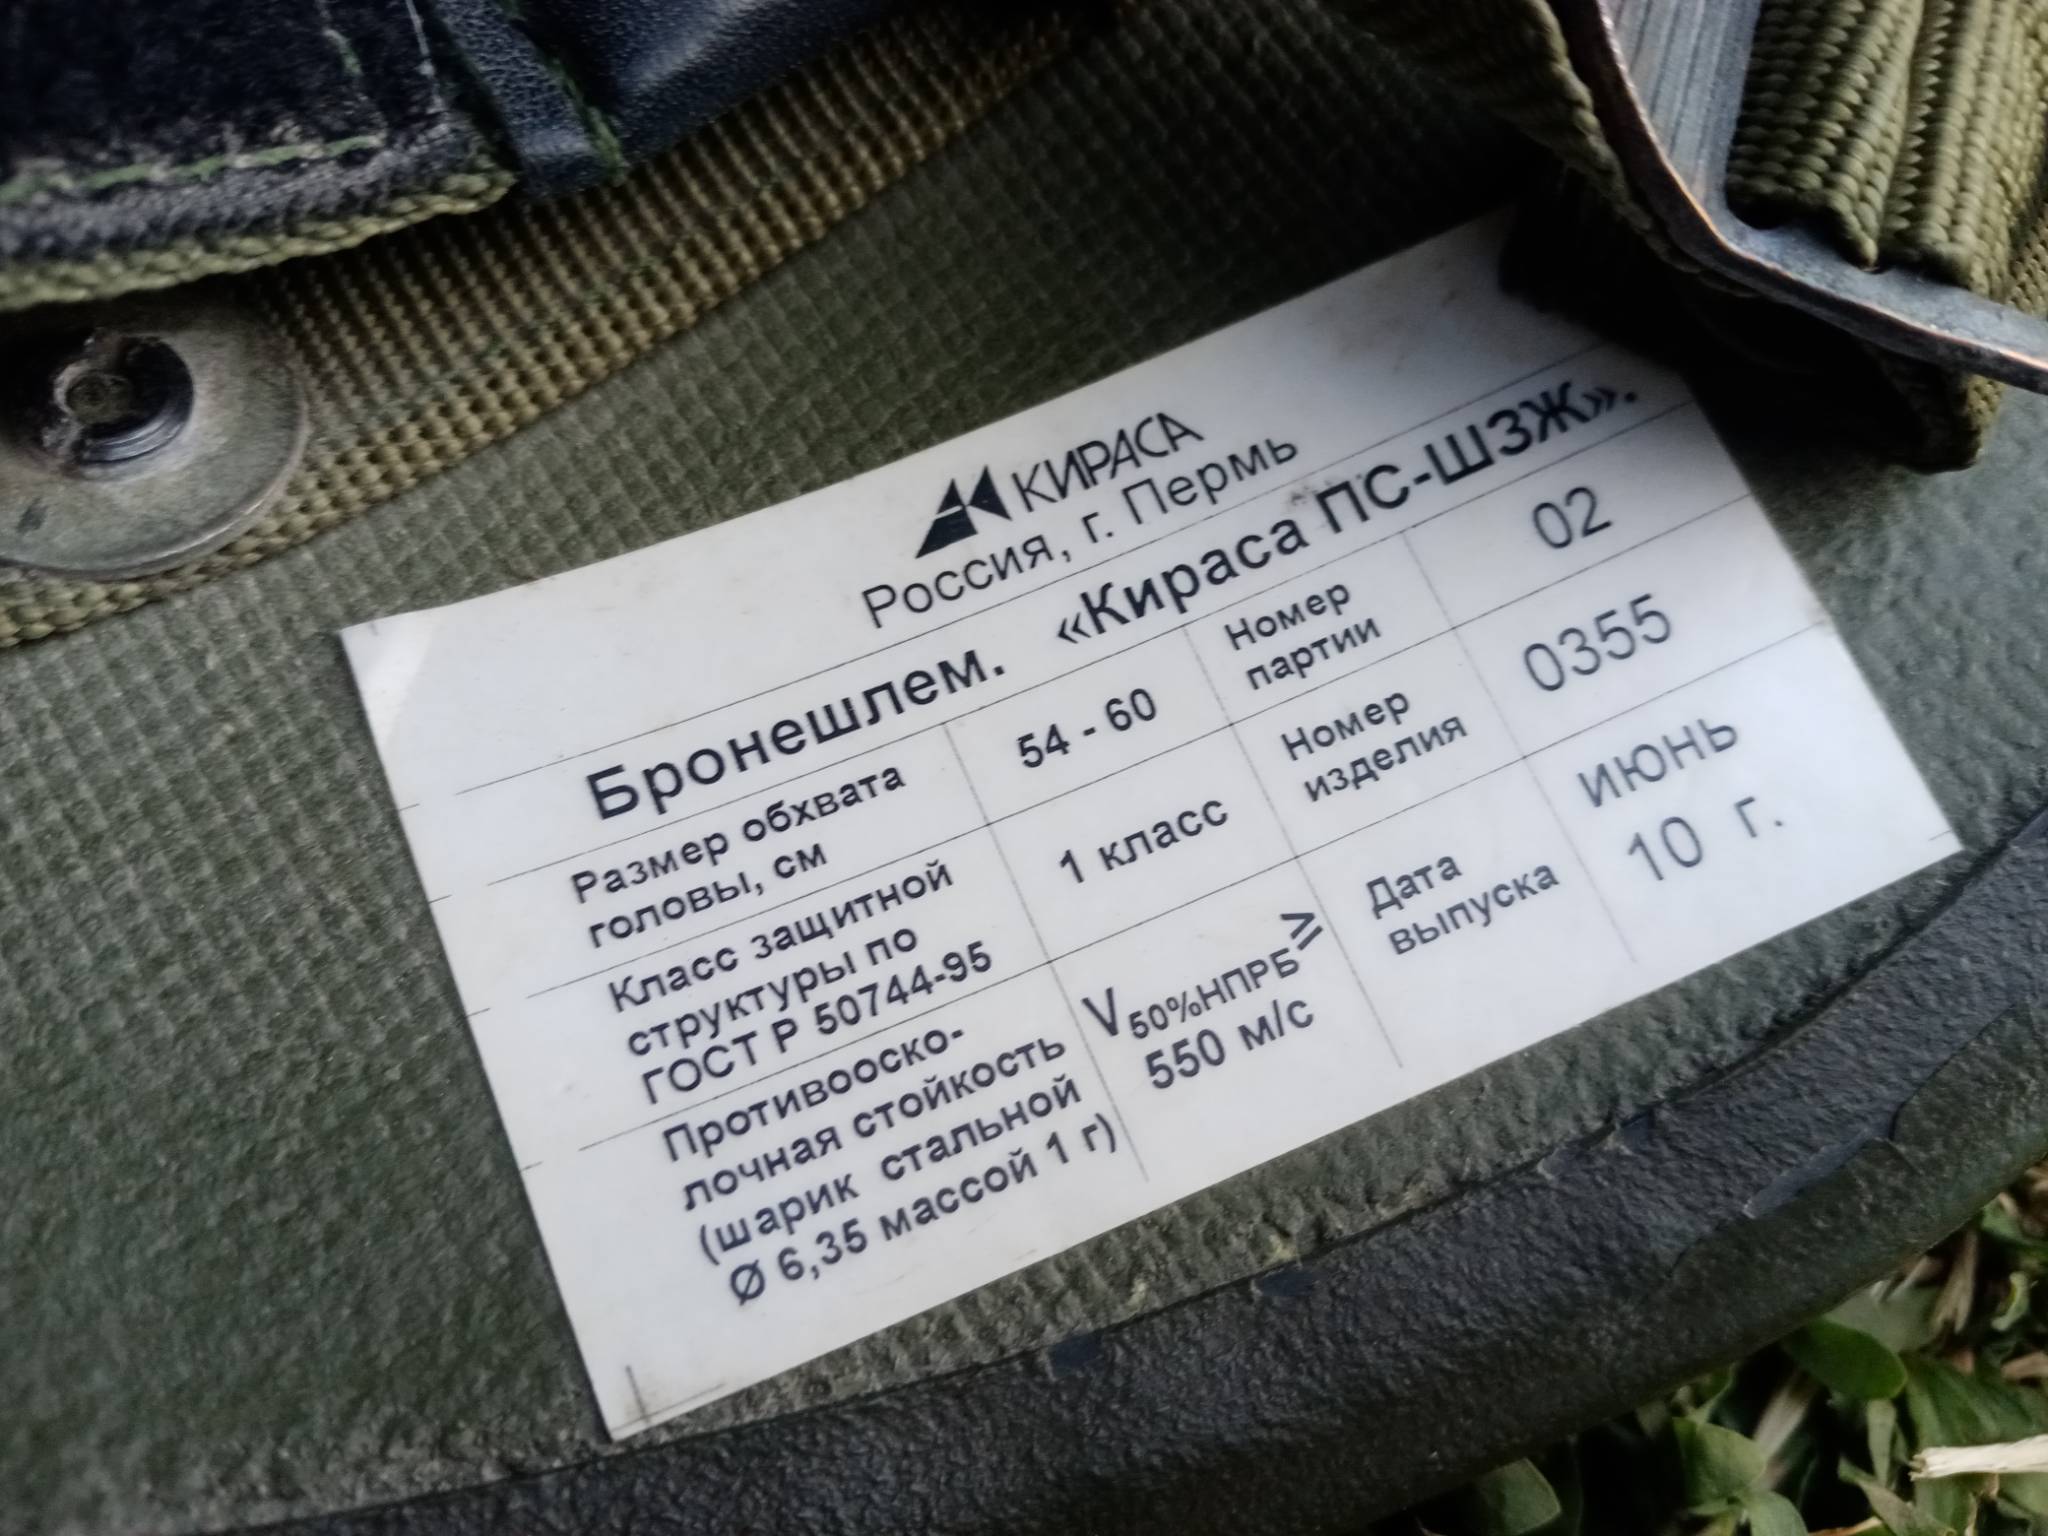 КИРАСА
Россия, г. Пермь
Бронешлем. «Кираса ПС-ШЗЖ».
Размер обхвата
головы, см
54 - 60
Номер
партии
02
Класс защитной
структуры по
ГОСТ Р 50744-95
1 класс
Номер
изделия
0355
Противооско-
лочная стойкость
(шарик стальной
Ø 6,35 массой 1 г)
V50%НПРБ≥
550 м/с
Дата
выпуска
июнь
10 г.